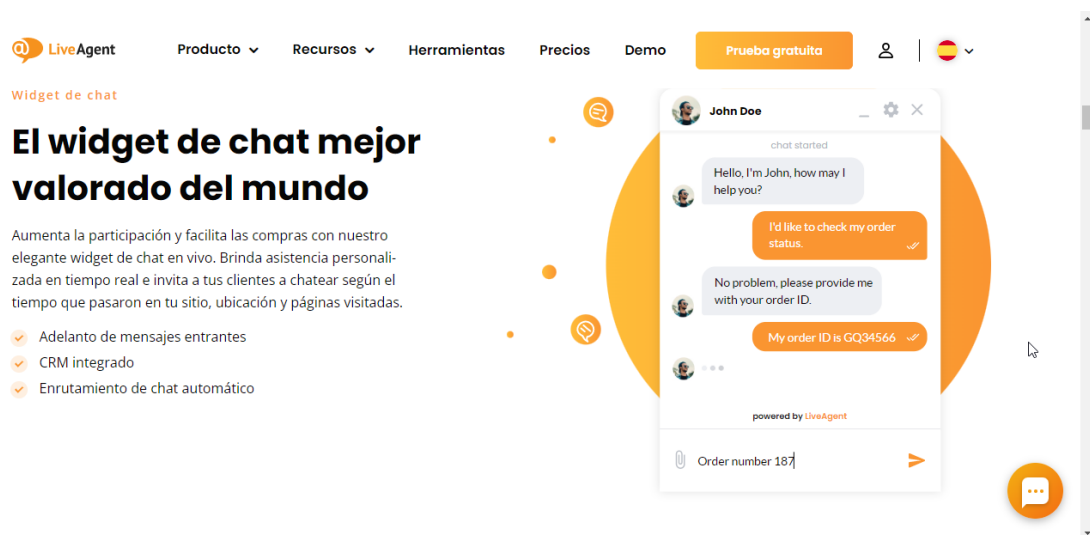 LiveAgent
Producto
Recursos
Herramientas
Precios
Demo
Prueba gratuita
Widget de chat
El widget de chat mejor
valorado del mundo
Aumenta la participación y facilita las compras con nuestro
elegante widget de chat en vivo. Brinda asistencia personali-
zada en tiempo real e invita a tus clientes a chatear según el
tiempo que pasaron en tu sitio, ubicación y páginas visitadas.
Adelanto de mensajes entrantes
CRM integrado
Enrutamiento de chat automático
John Doe
chat started
Hello, I'm John, how may I
help you?
I'd like to check my order
status.
No problem, please provide me
with your order ID.
My order ID is GQ34566
powered by LiveAgent
Order number 187